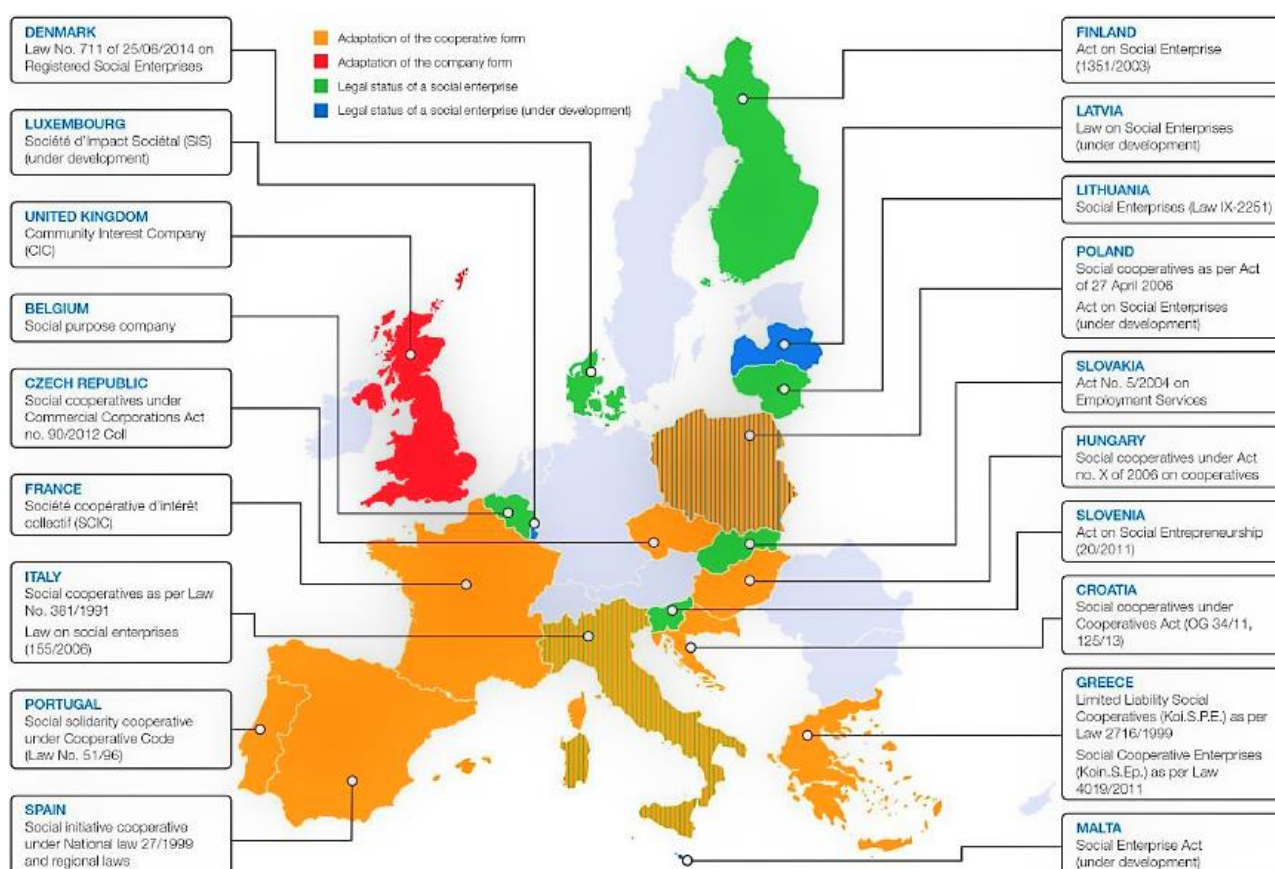 DENMARK
Law No. 711 of 25/06/2014 on
Registered Social Enterprises
LUXEMBOURG
Société d'Impact Sociétal (SIS)
(under development)
UNITED KINGDOM
Community Interest Company
(CIC)
BELGIUM
Social purpose company
CZECH REPUBLIC
Social cooperatives under
Commercial Corporations Act
no. 90/2012 Coll
FRANCE
Société coopérative d'intérêt
collectif (SCIC)
ITALY
Social cooperatives as per Law
No. 381/1991
Law on social enterprises
(155/2006)
PORTUGAL
Social solidarity cooperative
under Cooperative Code
(Law No. 51/96)
SPAIN
Social initiative cooperative
under National law 27/1999
and regional laws
Adaptation of the cooperative form
Adaptation of the company form
Legal status of a social enterprise
Legal status of a social enterprise (under development)
FINLAND
Act on Social Enterprise
(1351/2003)
LATVIA
Law on Social Enterprises
(under development)
LITHUANIA
Social Enterprises (Law IX-2251)
POLAND
Social cooperatives as per Act
of 27 April 2006
Act on Social Enterprises
(under development)
SLOVAKIA
Act No. 5/2004 on
Employment Services
HUNGARY
Social cooperatives under Act
no. X of 2006 on cooperatives
SLOVENIA
Act on Social Entrepreneurship
(20/2011)
CROATIA
Social cooperatives under
Cooperatives Act (OG 34/11,
125/13)
GREECE
Limited Liability Social
Cooperatives (Koi.S.P.E.) as per
Law 2716/1999
Social Cooperative Enterprises
(Koin.S.Ep.) as per Law
4019/2011
MALTA
Social Enterprise Act
(under development)